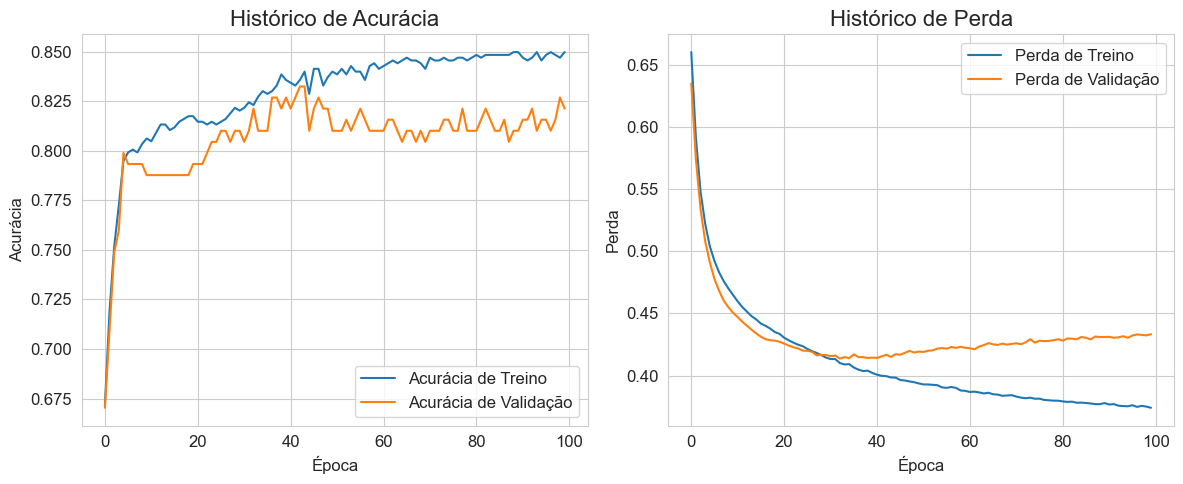 Histórico de Acurácia
0.850
0.825
0.800
0.775
0.750
0.725
0.700
0.675
Acurácia
Acurácia de Treino
Acurácia de Validação
0 20 40 60 80 100
Época
Histórico de Perda
0.65
0.60
0.55
0.50
0.45
0.40
Perda
Perda de Treino
Perda de Validação
0 20 40 60 80 100
Época